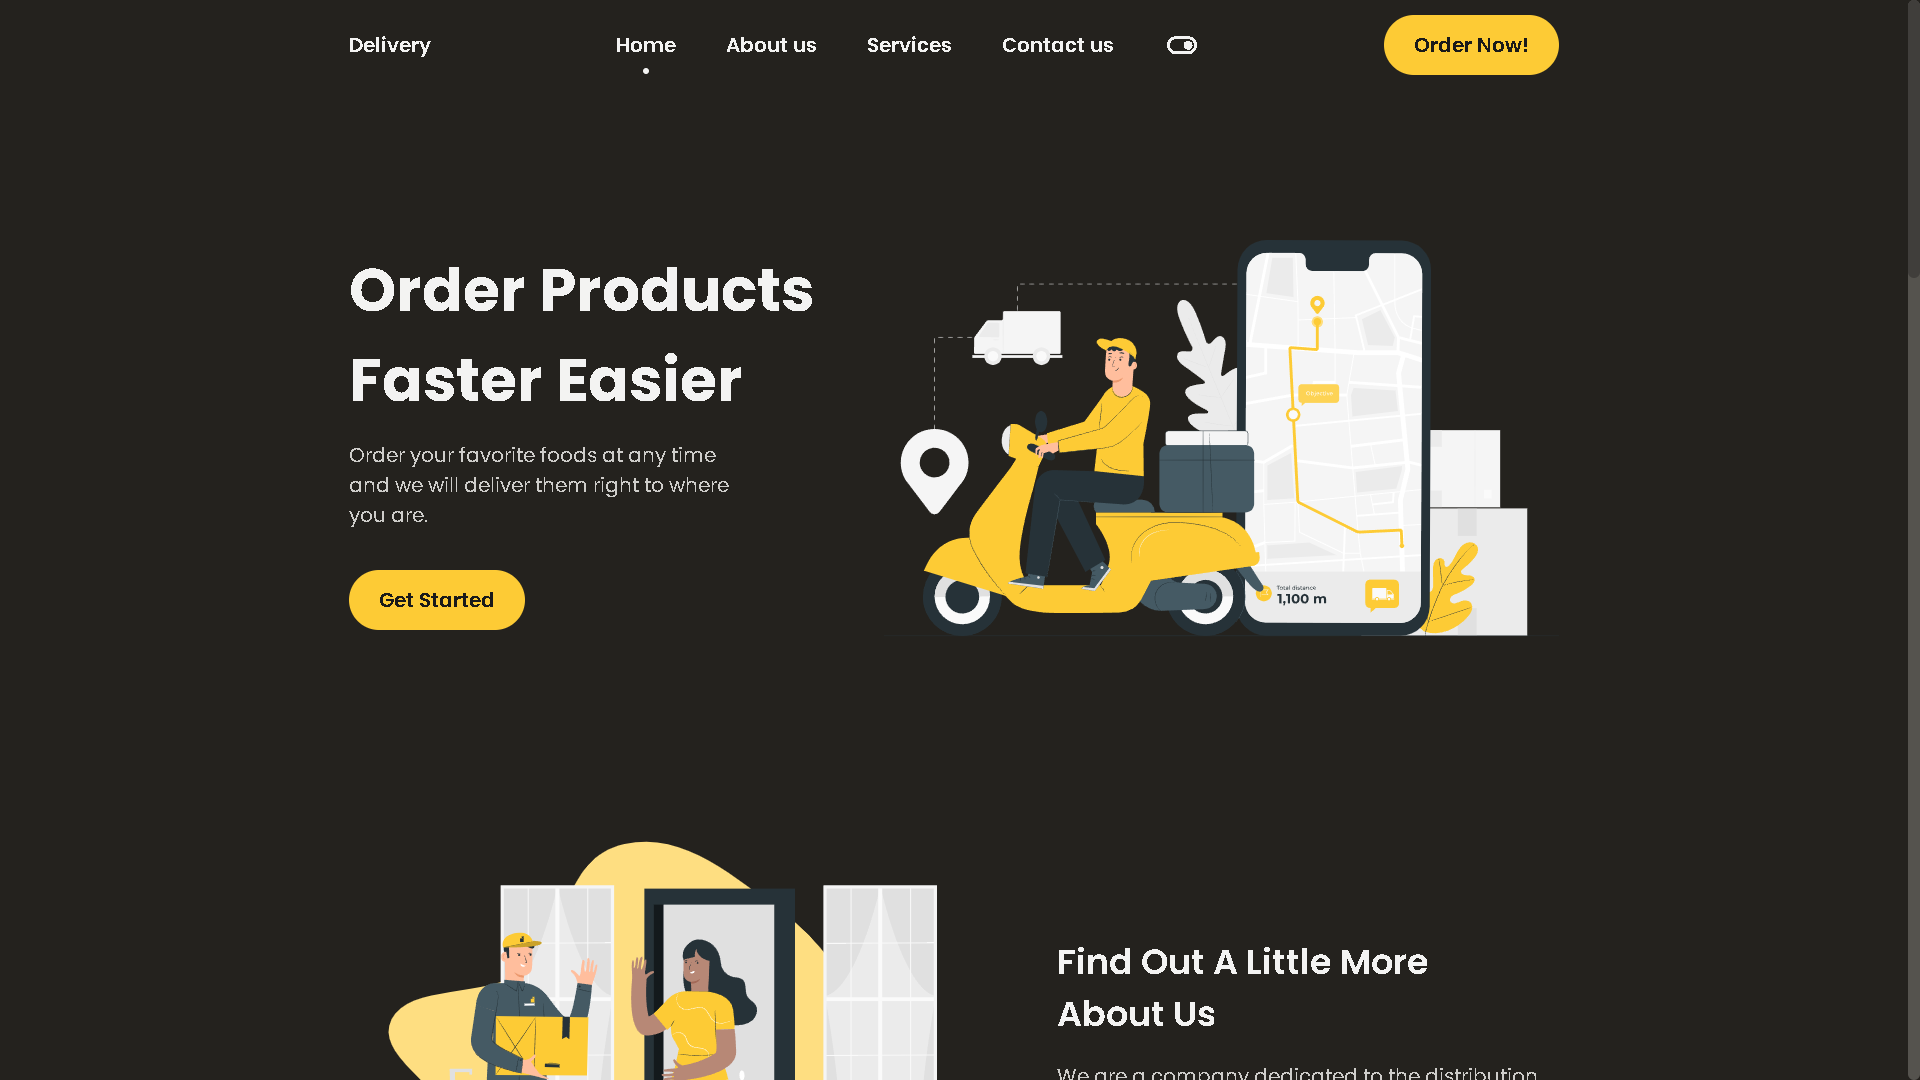 Delivery
Home
About us
Services
Contact us
Order Now!
Order Products
Faster Easier
Order your favorite foods at any time
and we will deliver them right to where
you are.
Get Started
Total distance
1,100 m
Find Out A Little More
About Us
We are a company dedicated to the distribution